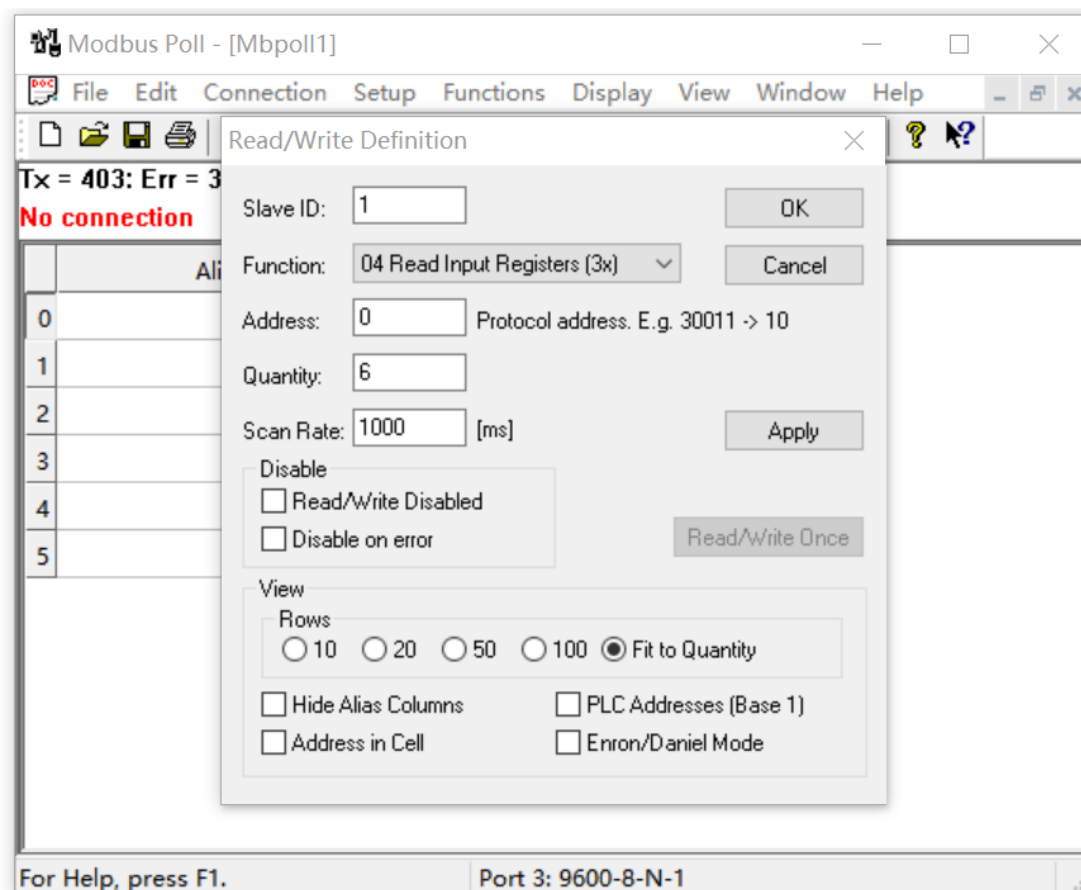 Modbus Poll - [Mbpoll1]
DOC File Edit Connection Setup Functions Display View Window Help
Read/Write Definition
Tx = 403: Err = 3
No connection
Slave ID: 1 OK
Ali Function: 04 Read Input Registers (3x) Cancel
0 Address: 0 Protocol address. E.g. 30011 -> 10
1 Quantity: 6
2 Scan Rate: 1000 [ms] Apply
3 Disable
4 Read/Write Disabled
5 Disable on error Read/Write Once
View
Rows
10 20 50 100 Fit to Quantity
Hide Alias Columns PLC Addresses (Base 1)
Address in Cell Enron/Daniel Mode
For Help, press F1. Port 3: 9600-8-N-1